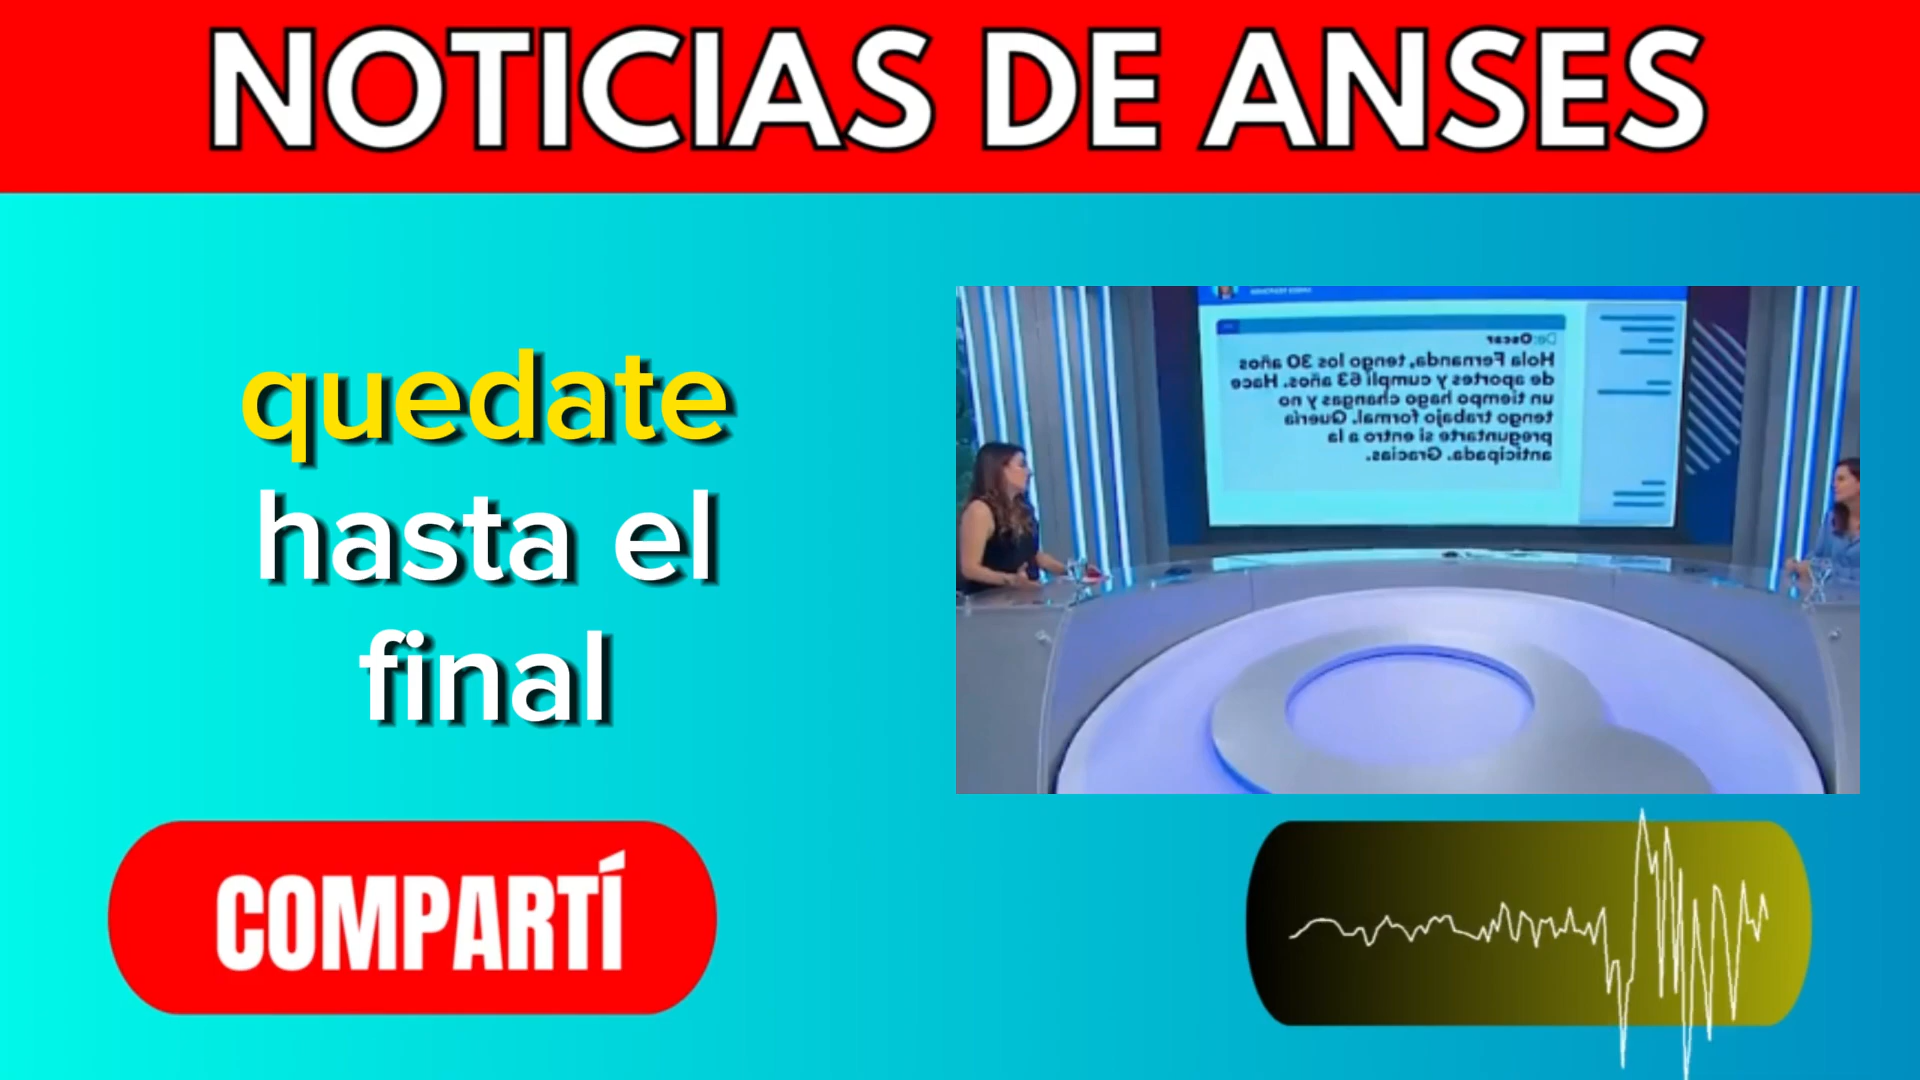 NOTICIAS DE ANSES
quedate
hasta el
final
De: Oscar
Hola Fernanda, tengo los 30 años
de aportes y cumplí 63 años. Hace
un tiempo hago changas y no
tengo trabajo formal. Quería
preguntarte si entro a la
anticipada. Gracias.
COMPARTÍ